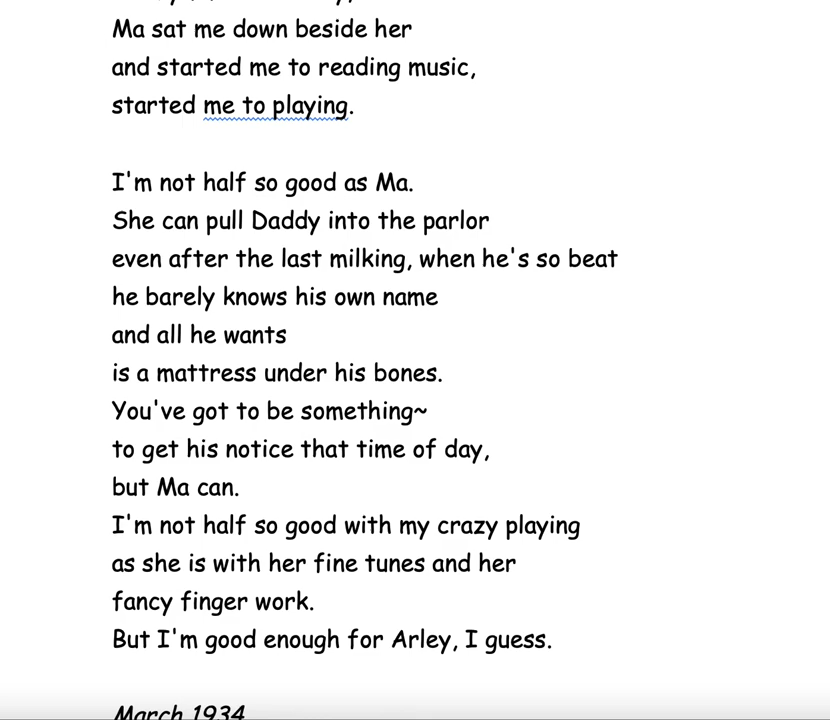 Ma sat me down beside her
and started me to reading music,
started me to playing.
I'm not half so good as Ma.
She can pull Daddy into the parlor
even after the last milking, when he's so beat
he barely knows his own name
and all he wants
is a mattress under his bones.
You've got to be something~
to get his notice that time of day,
but Ma can.
I'm not half so good with my crazy playing
as she is with her fine tunes and her
fancy finger work.
But I'm good enough for Arley, I guess.
March 1934